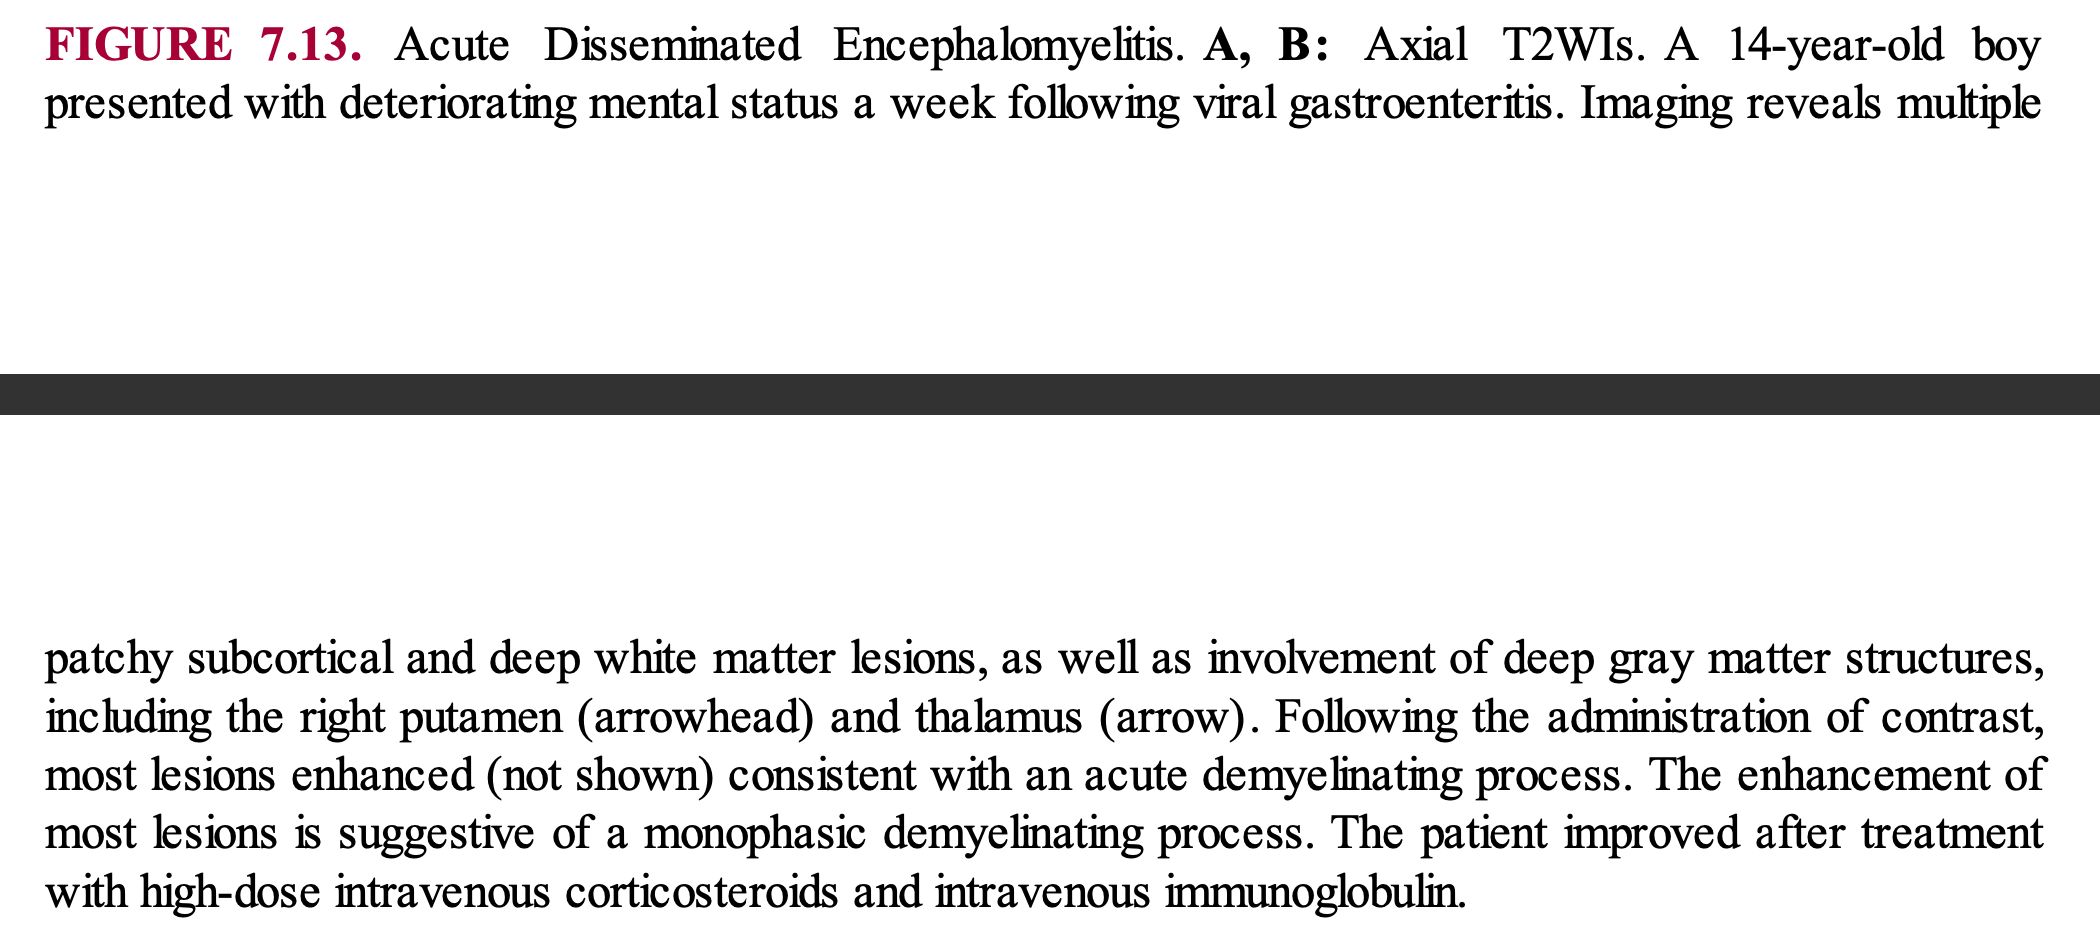 FIGURE 7.13. Acute Disseminated Encephalomyelitis. A, B: Axial T2WIs. A 14-year-old boy
presented with deteriorating mental status a week following viral gastroenteritis. Imaging reveals multiple
patchy subcortical and deep white matter lesions, as well as involvement of deep gray matter structures,
including the right putamen (arrowhead) and thalamus (arrow). Following the administration of contrast,
most lesions enhanced (not shown) consistent with an acute demyelinating process. The enhancement of
most lesions is suggestive of a monophasic demyelinating process. The patient improved after treatment
with high-dose intravenous corticosteroids and intravenous immunoglobulin.